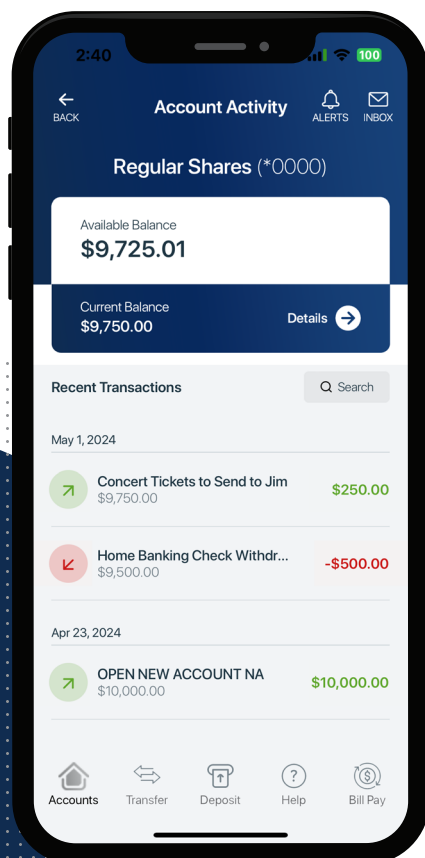 2:40
100
BACK
Account Activity
ALERTS
INBOX
Regular Shares (*0000)
Available Balance
$9,725.01
Current Balance
$9,750.00
Details
Recent Transactions
Search
May 1, 2024
Concert Tickets to Send to Jim
$9,750.00
$250.00
Home Banking Check Withdr...
$9,500.00
-$500.00
Apr 23, 2024
OPEN NEW ACCOUNT NA
$10,000.00
$10,000.00
Accounts
Transfer
Deposit
Help
Bill Pay